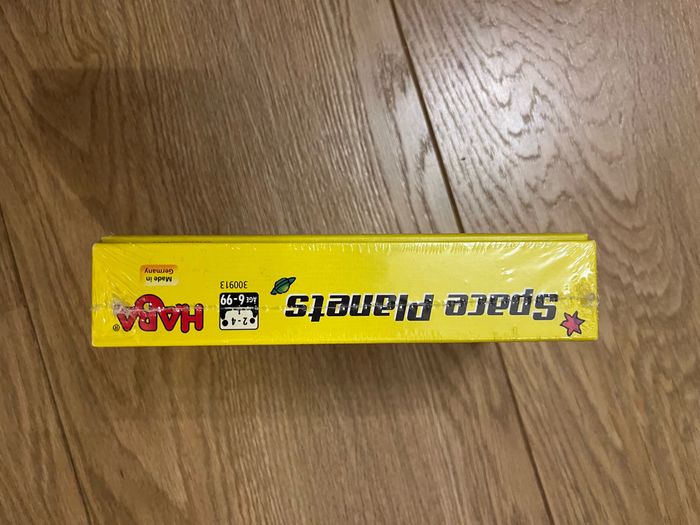 Space Planets
2-4
AGE 6-99
300913
HABA®
Made in
Germany